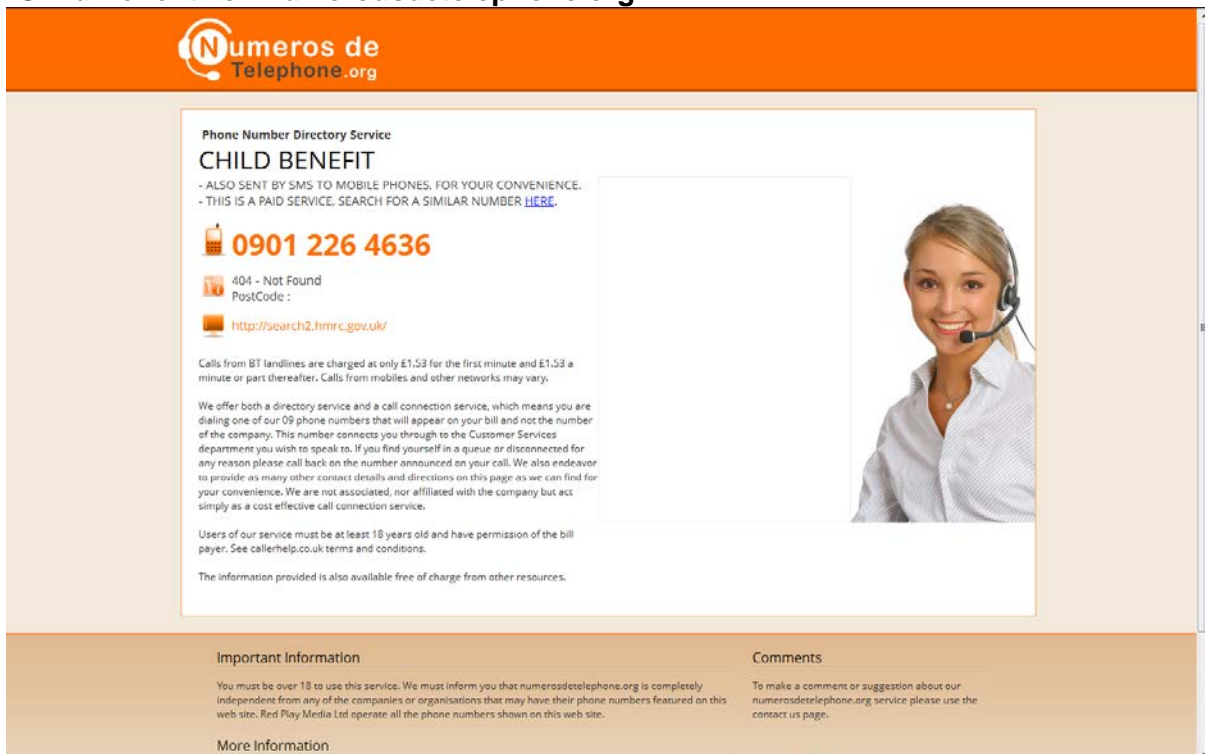 Numeros de
Telephone.org
Phone Number Directory Service
CHILD BENEFIT
- ALSO SENT BY SMS TO MOBILE PHONES, FOR YOUR CONVENIENCE.
- THIS IS A PAID SERVICE, SEARCH FOR A SIMILAR NUMBER HERE.
0901 226 4636
404 - Not Found
PostCode :
http://search2.hmrc.gov.uk/
Calls from BT landlines are charged at only £1.53 for the first minute and £1.53 a
minute or part thereafter. Calls from mobiles and other networks may vary.
We offer both a directory service and a call connection service, which means you are
dialing one of our 09 phone numbers that will appear on your bill and not the number
of the company. This number connects you through to the Customer Services
department you wish to speak to. If you find yourself in a queue or disconnected for
any reason please call back on the number announced on your call. We also endeavor
to provide as many other contact details and directions on this page as we can find for
your convenience. We are not associated, nor affiliated with the company but act
simply as a cost effective call connection service.
Users of our service must be at least 18 years old and have permission of the bill
payer. See callerhelp.co.uk terms and conditions.
The information provided is also available free of charge from other resources.
Important Information
You must be over 18 to use this service. We must inform you that numerosdetelephone.org is completely
independent from any of the companies or organisations that may have their phone numbers featured on this
web site. Red Play Media Ltd operate all the phone numbers shown on this web site.
Comments
To make a comment or suggestion about our
numerosdetelephone.org service please use the
contact us page.
More Information